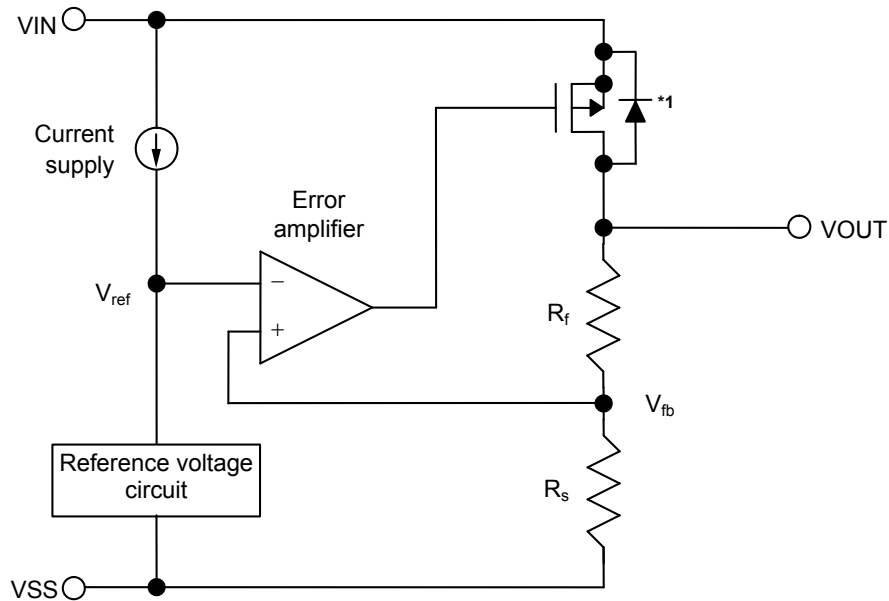 VIN
*1
Current
supply
Error
amplifier
VOUT
Vref
−
+
Rf
Vfb
Reference voltage
circuit
Rs
VSS